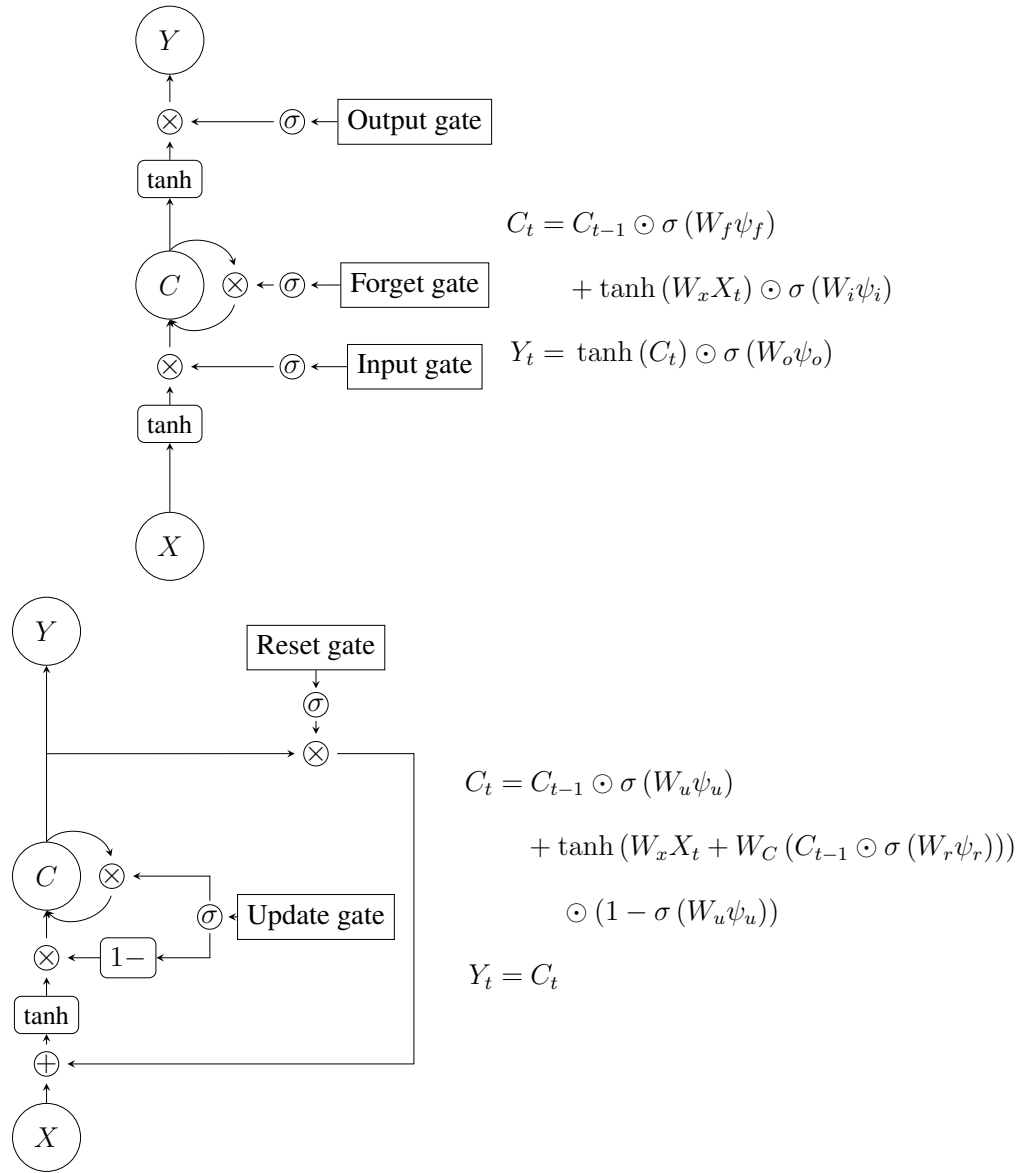 Y
⊗ σ Output gate
tanh
C ⊗ σ Forget gate
⊗ σ Input gate
tanh
X
C_t = C_{t−1} ⊙ σ (W_f ψ_f)
+ tanh (W_x X_t) ⊙ σ (W_i ψ_i)
Y_t = tanh (C_t) ⊙ σ (W_o ψ_o)
Y
Reset gate
σ
⊗
C ⊗
σ Update gate
⊗ 1−
tanh
⊕
X
C_t = C_{t−1} ⊙ σ (W_u ψ_u)
+ tanh (W_x X_t + W_C (C_{t−1} ⊙ σ (W_r ψ_r)))
⊙ (1 − σ (W_u ψ_u))
Y_t = C_t